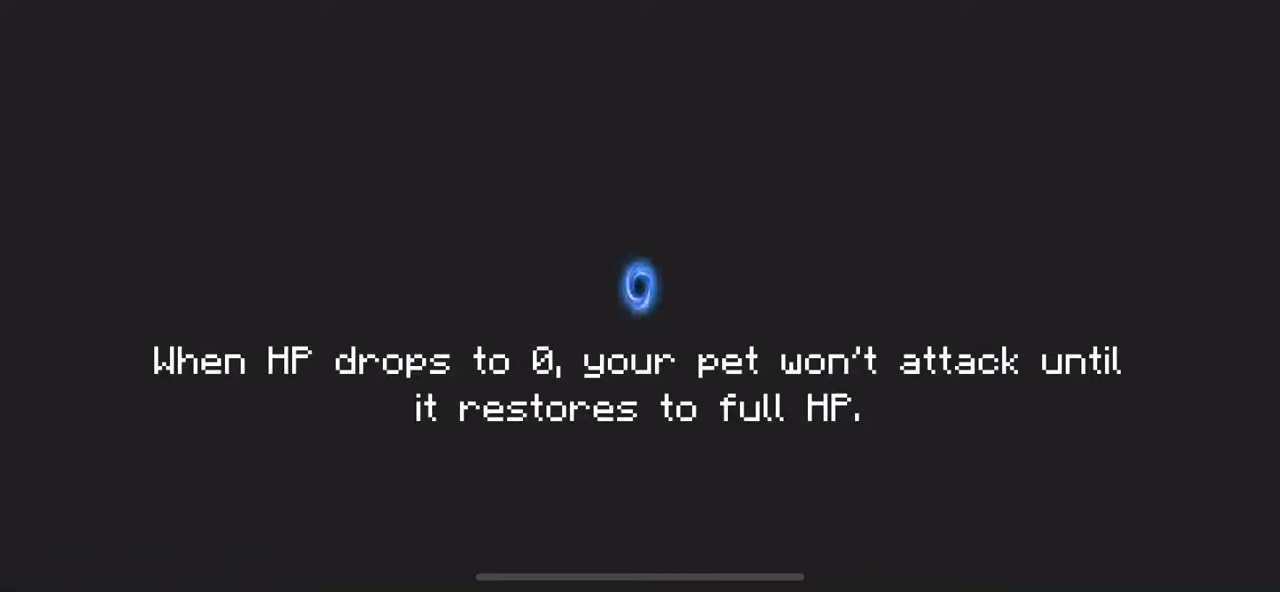 When HP drops to 0, your pet won't attack until
it restores to full HP.